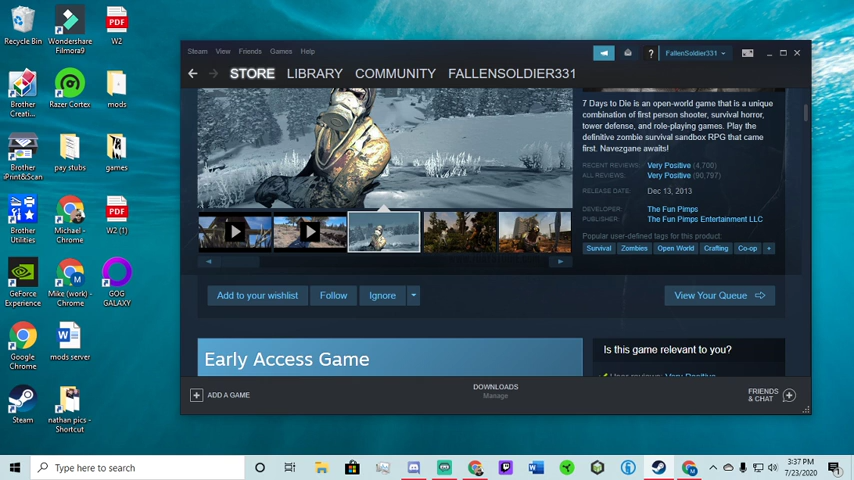 Recycle Bin
Wondershare
Filmora9
W2
Brother
Creati...
Razer Cortex
mods
Brother
iPrint&Scan
pay stubs
games
Brother
Utilities
Michael -
Chrome
W2 (1)
GeForce
Experience
Mike (work) -
Chrome
GOG
GALAXY
Google
Chrome
mods server
Steam
nathan pics -
Shortcut
Steam View Friends Games Help
? FallenSoldier331
STORE LIBRARY COMMUNITY FALLENSOLDIER331
7 Days to Die is an open-world game that is a unique
combination of first person shooter, survival horror,
tower defense, and role-playing games. Play the
definitive zombie survival sandbox RPG that came
first. Navezgane awaits!
RECENT REVIEWS: Very Positive (4,700)
ALL REVIEWS: Very Positive (90,797)
RELEASE DATE: Dec 13, 2013
DEVELOPER: The Fun Pimps
PUBLISHER: The Fun Pimps Entertainment LLC
Popular user-defined tags for this product:
Survival Zombies Open World Crafting Co-op +
Add to your wishlist Follow Ignore View Your Queue
Early Access Game
Is this game relevant to you?
User reviews: Very Positive
+ ADD A GAME
DOWNLOADS
Manage
FRIENDS
& CHAT
Type here to search
3:37 PM
7/23/2020